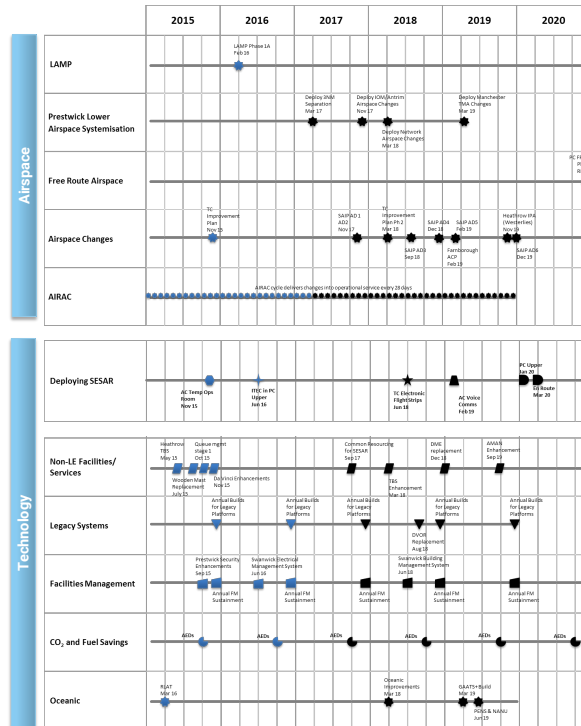 2015 2016 2017 2018 2019 2020
Airspace
LAMP
LAMP Phase 1A
Feb 16
Prestwick Lower
Airspace Systemisation
Deploy 3NM
Separation
Mar 17
Deploy IOM/Antrim
Airspace Changes
Nov 17
Deploy Network
Airspace Changes
Mar 18
Deploy Manchester
TMA Changes
Mar 19
Free Route Airspace
PC FR
Airspace Changes
TC
Improvement
Plan
Nov 15
SAIP AD 1
AD2
Nov 17
TC
Improvement
Plan Ph 2
Mar 18
SAIP AD3
Sep 18
SAIP AD4
Dec 18
SAIP AD5
Feb 19
Farnborough
ACP
Feb 19
Heathrow IPA
(Westerlies)
Nov 19
SAIP AD6
Dec 19
AIRAC
AIRAC cycle delivers changes into operational service every 28 days
Technology
Deploying SESAR
AC Temp Ops
Room
Nov 15
ITEC in PC
Upper
Jun 16
TC Electronic
Flight Strips
Jun 18
AC Voice
Comms
Feb 19
PC Upper
Jan 20
En Route
Mar 20
Non-LE Facilities/
Services
Heathrow
TBS
May 15
Wooden Mast
Replacement
July 15
Queue mgmt
stage 1
Oct 15
Da Vinci Enhancements
Nov 15
Common Resourcing
for SESAR
Sep 17
TBS
Enhancement
Mar 18
DME
replacement
Dec 18
AMAN
Enhancement
Sep 19
Legacy Systems
Annual Builds
for Legacy
Platforms
Annual Builds
for Legacy
Platforms
Annual Builds
for Legacy
Platforms
DVOR
Replacement
Aug 18
Annual Builds
for Legacy
Platforms
Annual Builds
for Legacy
Platforms
Facilities Management
Prestwick Security
Enhancements
Sep 15
Annual FM
Sustainment
Swanwick Electrical
Management System
Jun 16
Annual FM
Sustainment
Annual FM
Sustainment
Swanwick Building
Management System
Jun 18
Annual FM
Sustainment
Annual FM
Sustainment
CO2 and Fuel Savings
AEDs AEDs AEDs AEDs AEDs AEDs
Oceanic
RLAT
Mar 16
Oceanic
Improvements
Mar 18
GAATS+ Build
Mar 19
PENS & NANU
Jun 19